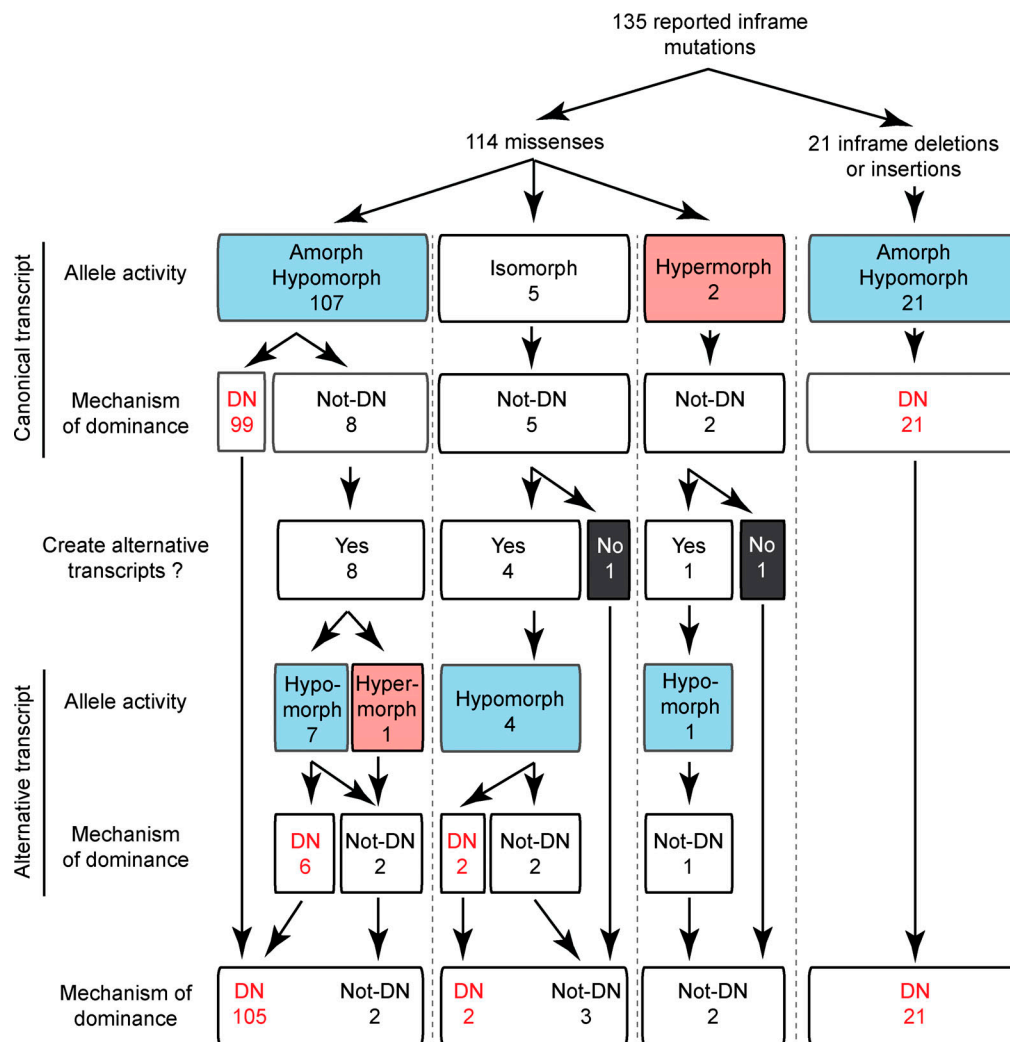 135 reported inframe
mutations
114 missenses
21 inframe deletions
or insertions
Canonical transcript
Allele activity
Amorph
Hypomorph
107
Isomorph
5
Hypermorph
2
Amorph
Hypomorph
21
Mechanism
of dominance
DN
99
Not-DN
8
Not-DN
5
Not-DN
2
DN
21
Create alternative
transcripts ?
Yes
8
Yes
4
No
1
Yes
1
No
1
Alternative transcript
Allele activity
Hypo-
morph
7
Hyper-
morph
1
Hypomorph
4
Hypo-
morph
1
Mechanism
of dominance
DN
6
Not-DN
2
DN
2
Not-DN
2
Not-DN
1
Mechanism of
dominance
DN
105
Not-DN
2
DN
2
Not-DN
3
Not-DN
2
DN
21